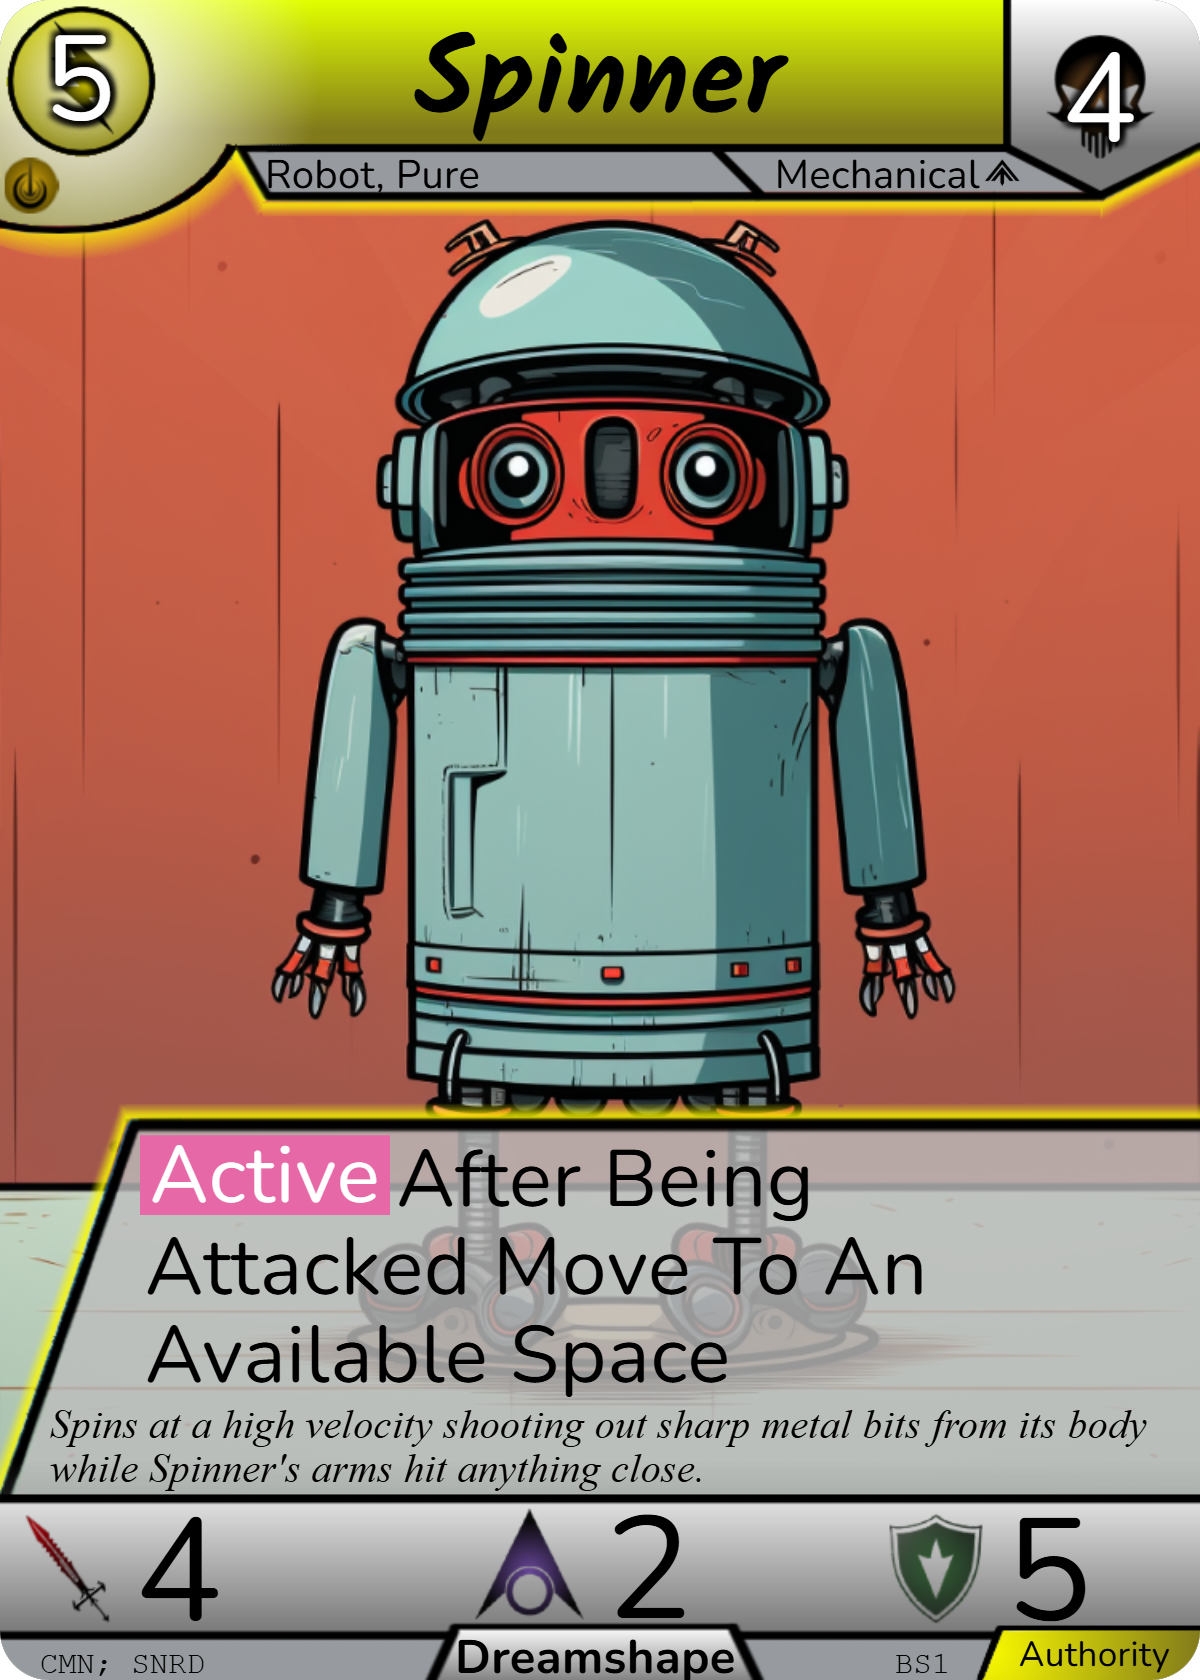 5
Spinner
4
Robot, Pure
Mechanical
Active After Being
Attacked Move To An
Available Space
Spins at a high velocity shooting out sharp metal bits from its body
while Spinner's arms hit anything close.
4
2
5
CMN; SNRD
Dreamshape
BS1
Authority